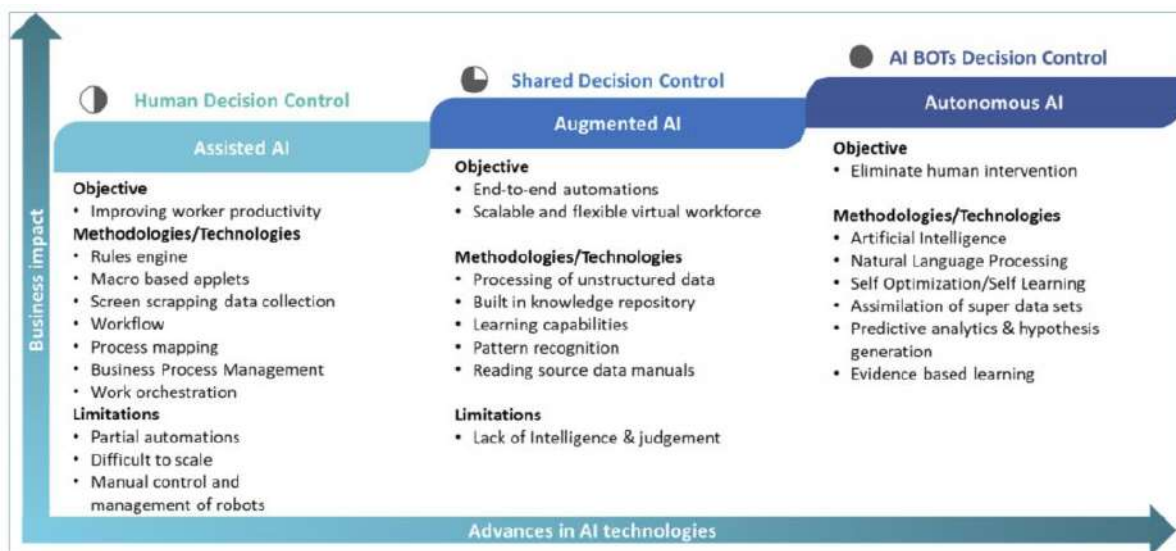 Business impact
Human Decision Control
Assisted AI
Objective
• Improving worker productivity
Methodologies/Technologies
• Rules engine
• Macro based applets
• Screen scrapping data collection
• Workflow
• Process mapping
• Business Process Management
• Work orchestration
Limitations
• Partial automations
• Difficult to scale
• Manual control and
management of robots
Shared Decision Control
Augmented AI
Objective
• End-to-end automations
• Scalable and flexible virtual workforce
Methodologies/Technologies
• Processing of unstructured data
• Built in knowledge repository
• Learning capabilities
• Pattern recognition
• Reading source data manuals
Limitations
• Lack of Intelligence & judgement
AI BOTs Decision Control
Autonomous AI
Objective
• Eliminate human intervention
Methodologies/Technologies
• Artificial Intelligence
• Natural Language Processing
• Self Optimization/Self Learning
• Assimilation of super data sets
• Predictive analytics & hypothesis
generation
• Evidence based learning
Advances in AI technologies